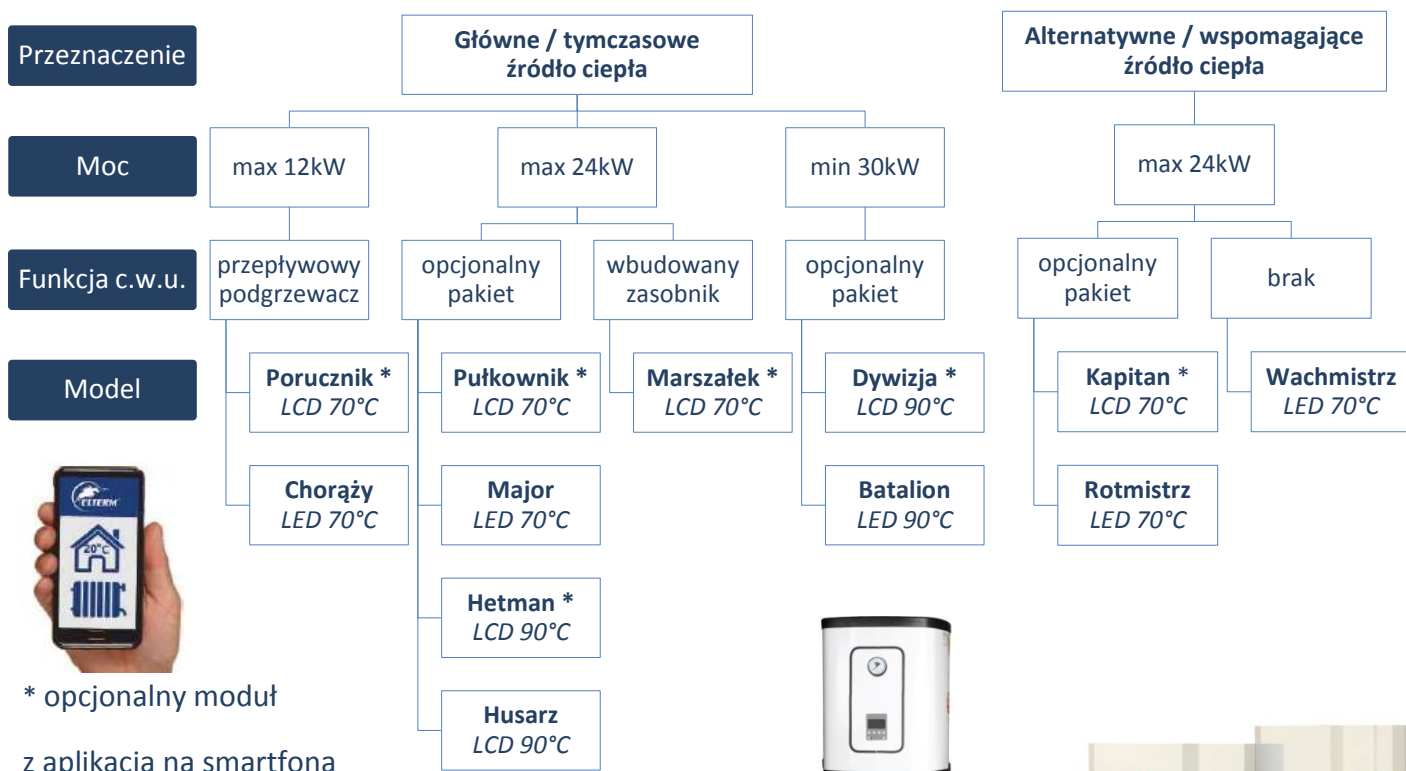 Przeznaczenie
Główne / tymczasowe
źródło ciepła
Alternatywne / wspomagające
źródło ciepła
Moc
max 12kW
max 24kW
min 30kW
max 24kW
Funkcja c.w.u.
przepływowy
podgrzewacz
opcjonalny
pakiet
wbudowany
zasobnik
opcjonalny
pakiet
opcjonalny
pakiet
brak
Model
Porucznik *
LCD 70°C
Pułkownik *
LCD 70°C
Marszałek *
LCD 70°C
Dywizja *
LCD 90°C
Kapitan *
LCD 70°C
Wachmistrz
LED 70°C
Chorąży
LED 70°C
Major
LED 70°C
Batalion
LED 90°C
Rotmistrz
LED 70°C
Hetman *
LCD 90°C
Husarz
LCD 90°C
ELTERM
20°C
* opcjonalny moduł
z aplikacją na smartfona